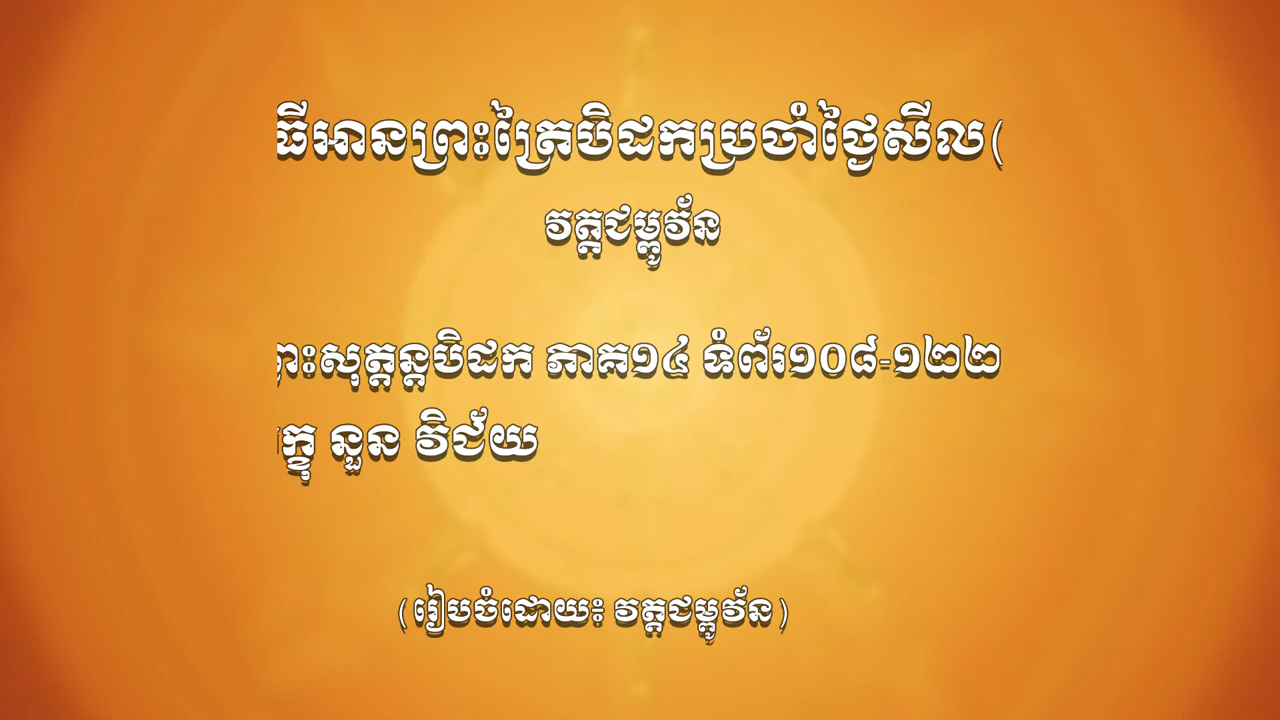 ធីអានព្រះត្រៃបិដកប្រចាំថ្ងៃសីល(
វត្តជម្ពូវ័ន
ព្រះសុត្តន្តបិដក ភាគ១៤ ទំព័រ១០៨-១២២
ក្ខុ នួន វិជ័យ
(រៀបចំដោយ៖ វត្តជម្ពូវ័ន)